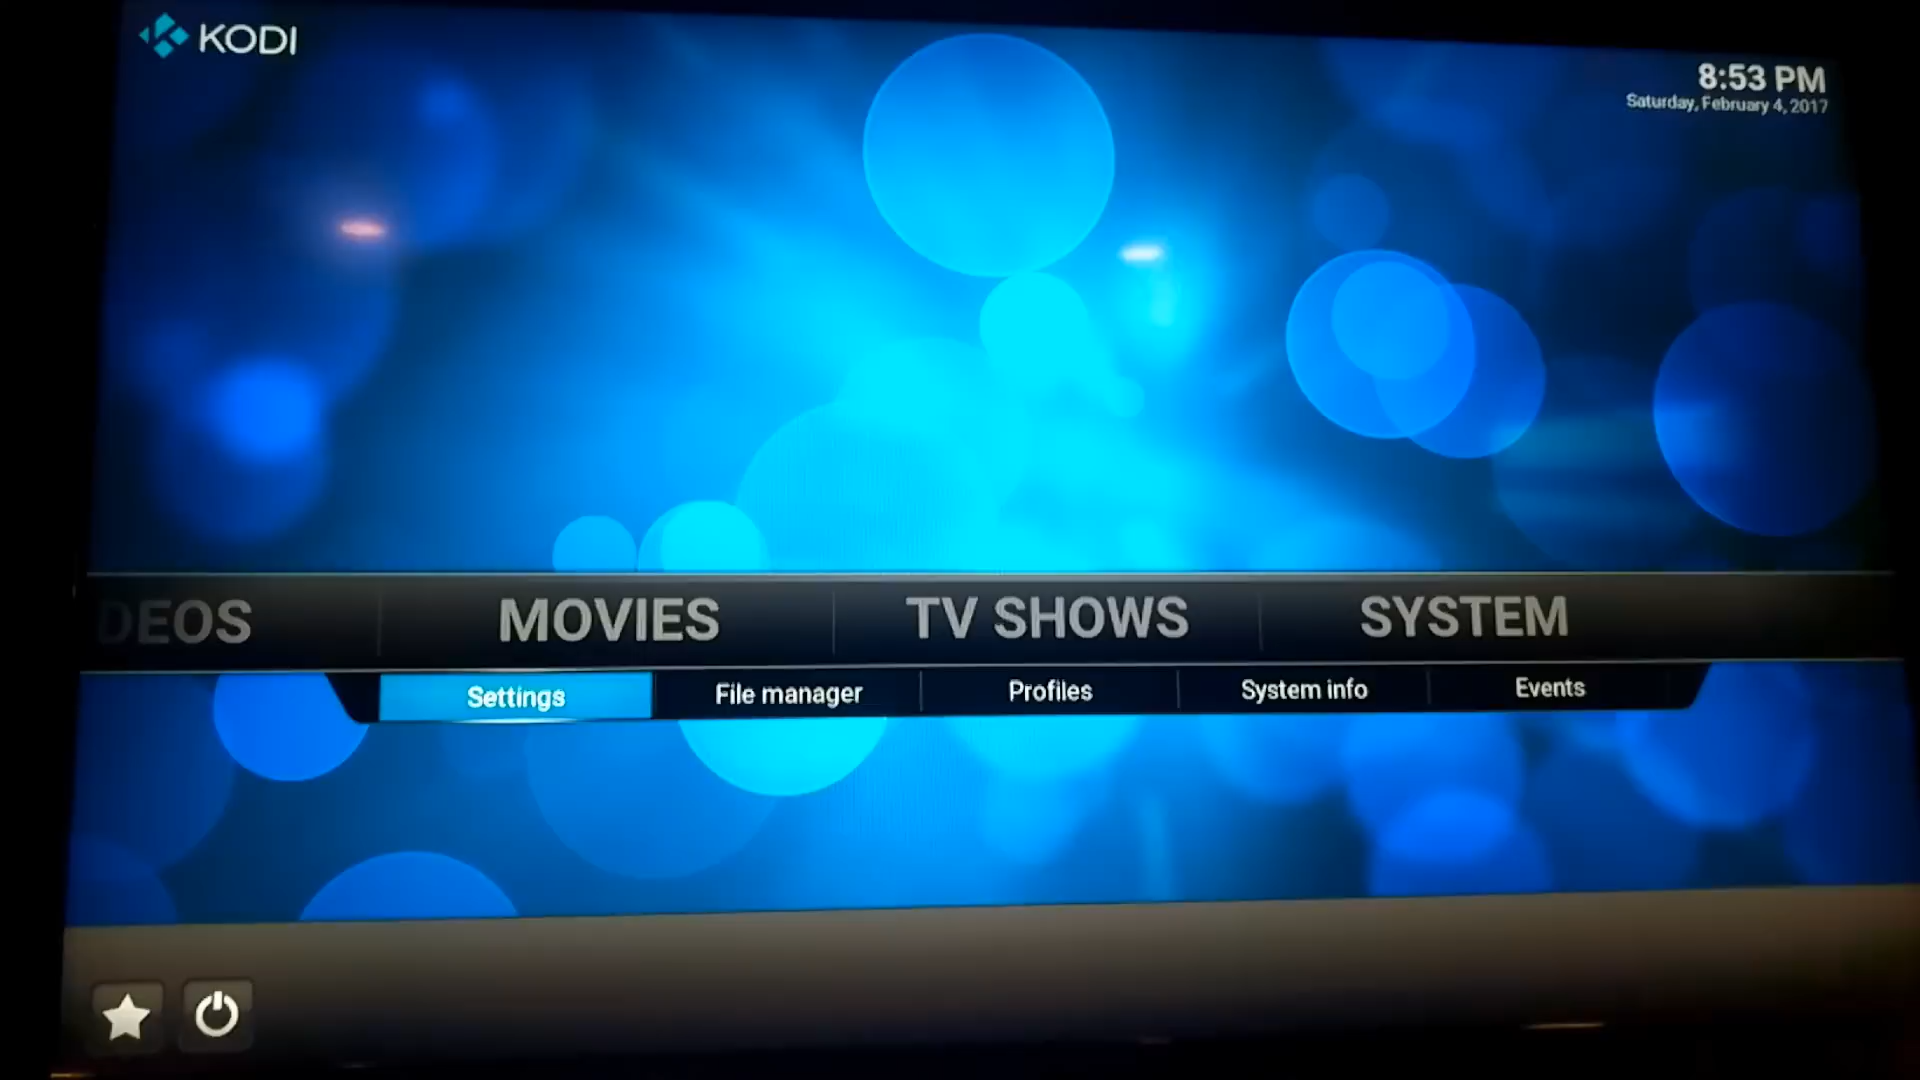 KODI
8:53 PM
Saturday, February 4, 2017
DEOS MOVIES TV SHOWS SYSTEM
Settings File manager Profiles System info Events